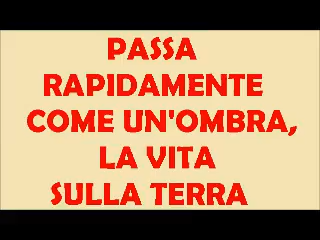 PASSA
RAPIDAMENTE
COME UN'OMBRA,
LA VITA
SULLA TERRA